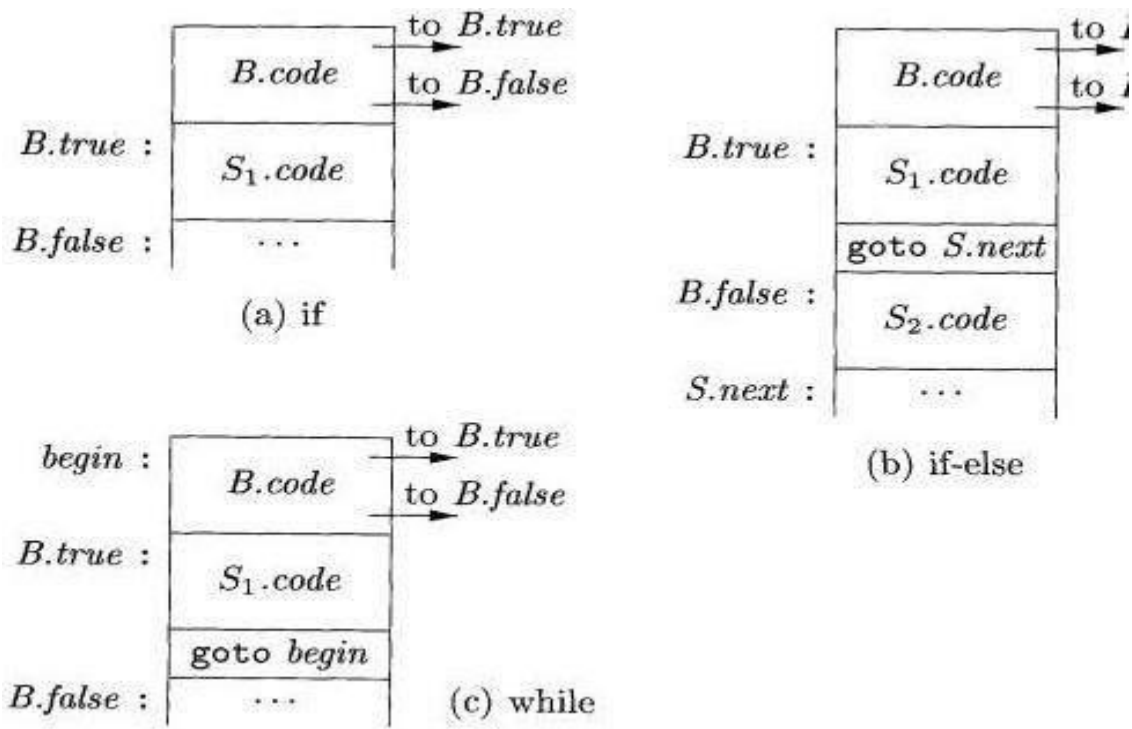 to B.true
B.code
to B.false
B.true :
S₁.code
B.false :
...
(a) if
to
B.code
to
B.true :
S₁.code
goto S.next
B.false :
S₂.code
S.next :
...
(b) if-else
begin :
to B.true
B.code
to B.false
B.true :
S₁.code
goto begin
B.false :
...
(c) while